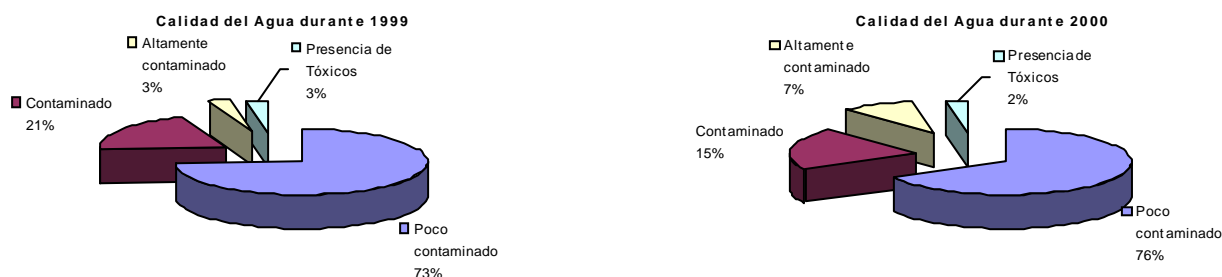 Calidad del Agua durante 1999
Altamente
contaminado
3%
Presencia de
Tóxicos
3%
Contaminado
21%
Poco
contaminado
73%
Calidad del Agua durante 2000
Altamente
contaminado
7%
Presencia de
Tóxicos
2%
Contaminado
15%
Poco
contaminado
76%